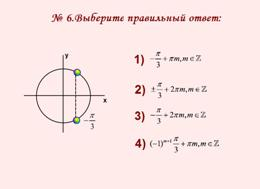 № 6.Выберите правильный ответ:
y
x
−π/3
1) −π/3 + πm, m ∈ ℤ
2) ±π/3 + 2πm, m ∈ ℤ
3) −π/3 + 2πm, m ∈ ℤ
4) (−1)^(m+1) π/3 + πm, m ∈ ℤ